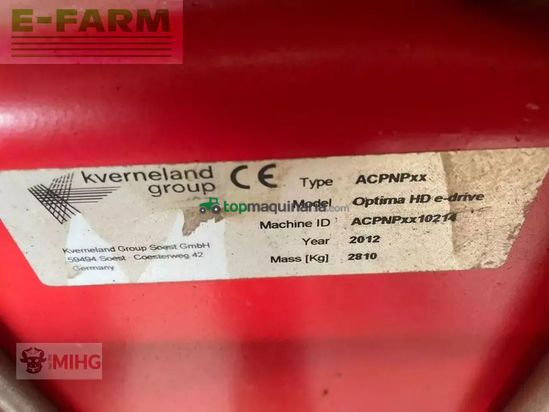 E-FARM
kverneland group CE
Type ACPNPxx
Model Optima HD e-drive
topmaquinaria.com
Machine ID ACPNPxx10214
Year 2012
Mass [Kg] 2810
Kverneland Group Soest GmbH
59494 Soest Coesterweg 42
Germany
MIHG